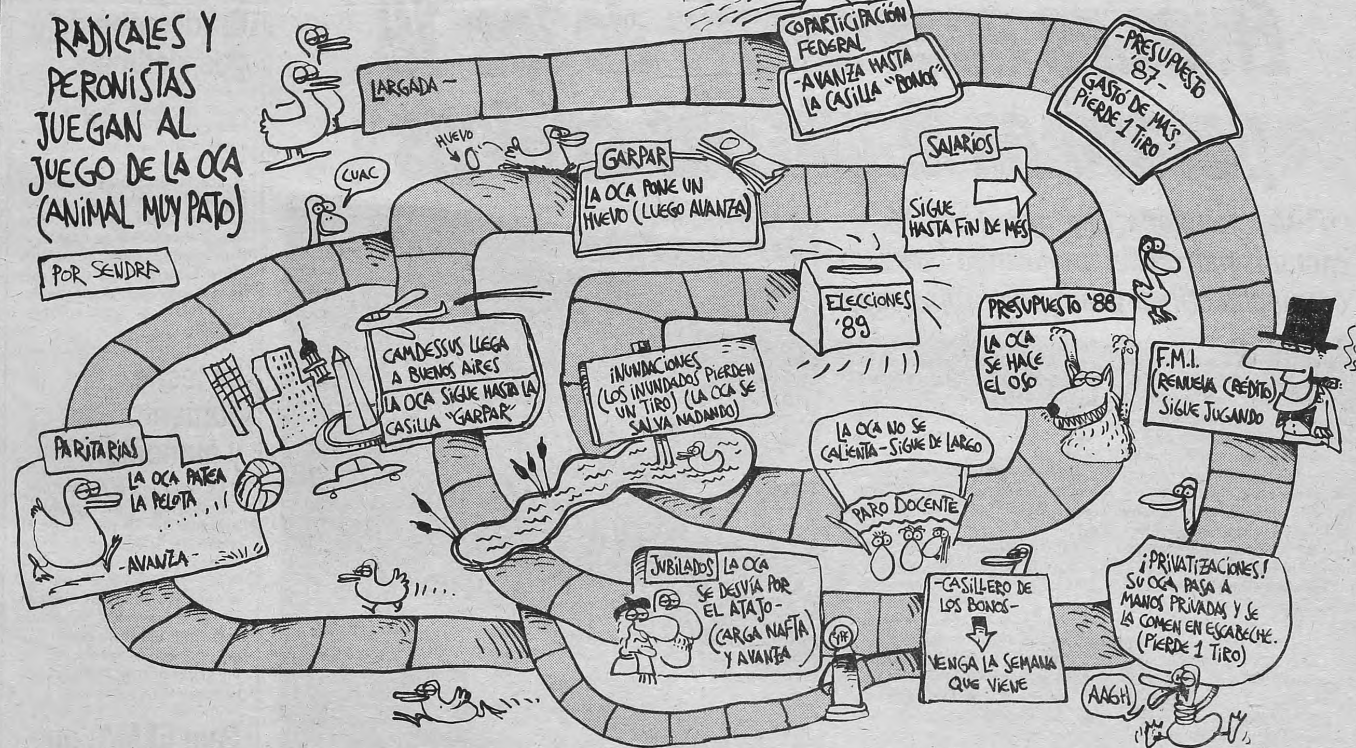 RADICALES Y
PERONISTAS
JUEGAN AL
JUEGO DE LA OCA
(ANIMAL MUY PATO)
POR SENDRA
LARGADA -
COPARTICIPACIÓN
FEDERAL
-AVANZA HASTA
LA CASILLA "BONOS"-
-PRESUPUESTO
'87-
GASTÓ DE MÁS,
PIERDE 1 TIRO
F.M.I.
RENUEVA (CRÉDITO)
SIGUE JUGANDO
¡PRIVATIZACIONES!
SU OCA PASA A
MANOS PRIVADAS Y SE
LA COMEN EN ESCABECHE.
(PIERDE 1 TIRO)
AAGH
-CASILLERO DE
LOS BONOS-
VENGA LA SEMANA
QUE VIENE
YPF
JUBILADOS
LA OCA
SE DESVÍA POR
EL ATAJO-
(CARGA NAFTA
Y AVANZA
PARITARIAS
LA OCA PATEA
LA PELOTA
-AVANZA-
CUAC
CAMDESSUS LLEGA
A BUENOS AIRES
LA OCA SIGUE HASTA LA
CASILLA "GARPAR"
HUEVO
GARPAR
LA OCA PONE UN
HUEVO (LUEGO AVANZA)
SALARIOS
SIGUE
HASTA FIN DE MES
PRESUPUESTO '88
LA OCA
SE HACE
EL OSO
LA OCA NO SE
CALIENTA-SIGUE DE LARGO
PARO DOCENTE
INUNDACIONES
(LOS INUNDADOS PIERDEN
UN TIRO) (LA OCA SE
SALVA NADANDO)
ELECCIONES
'89